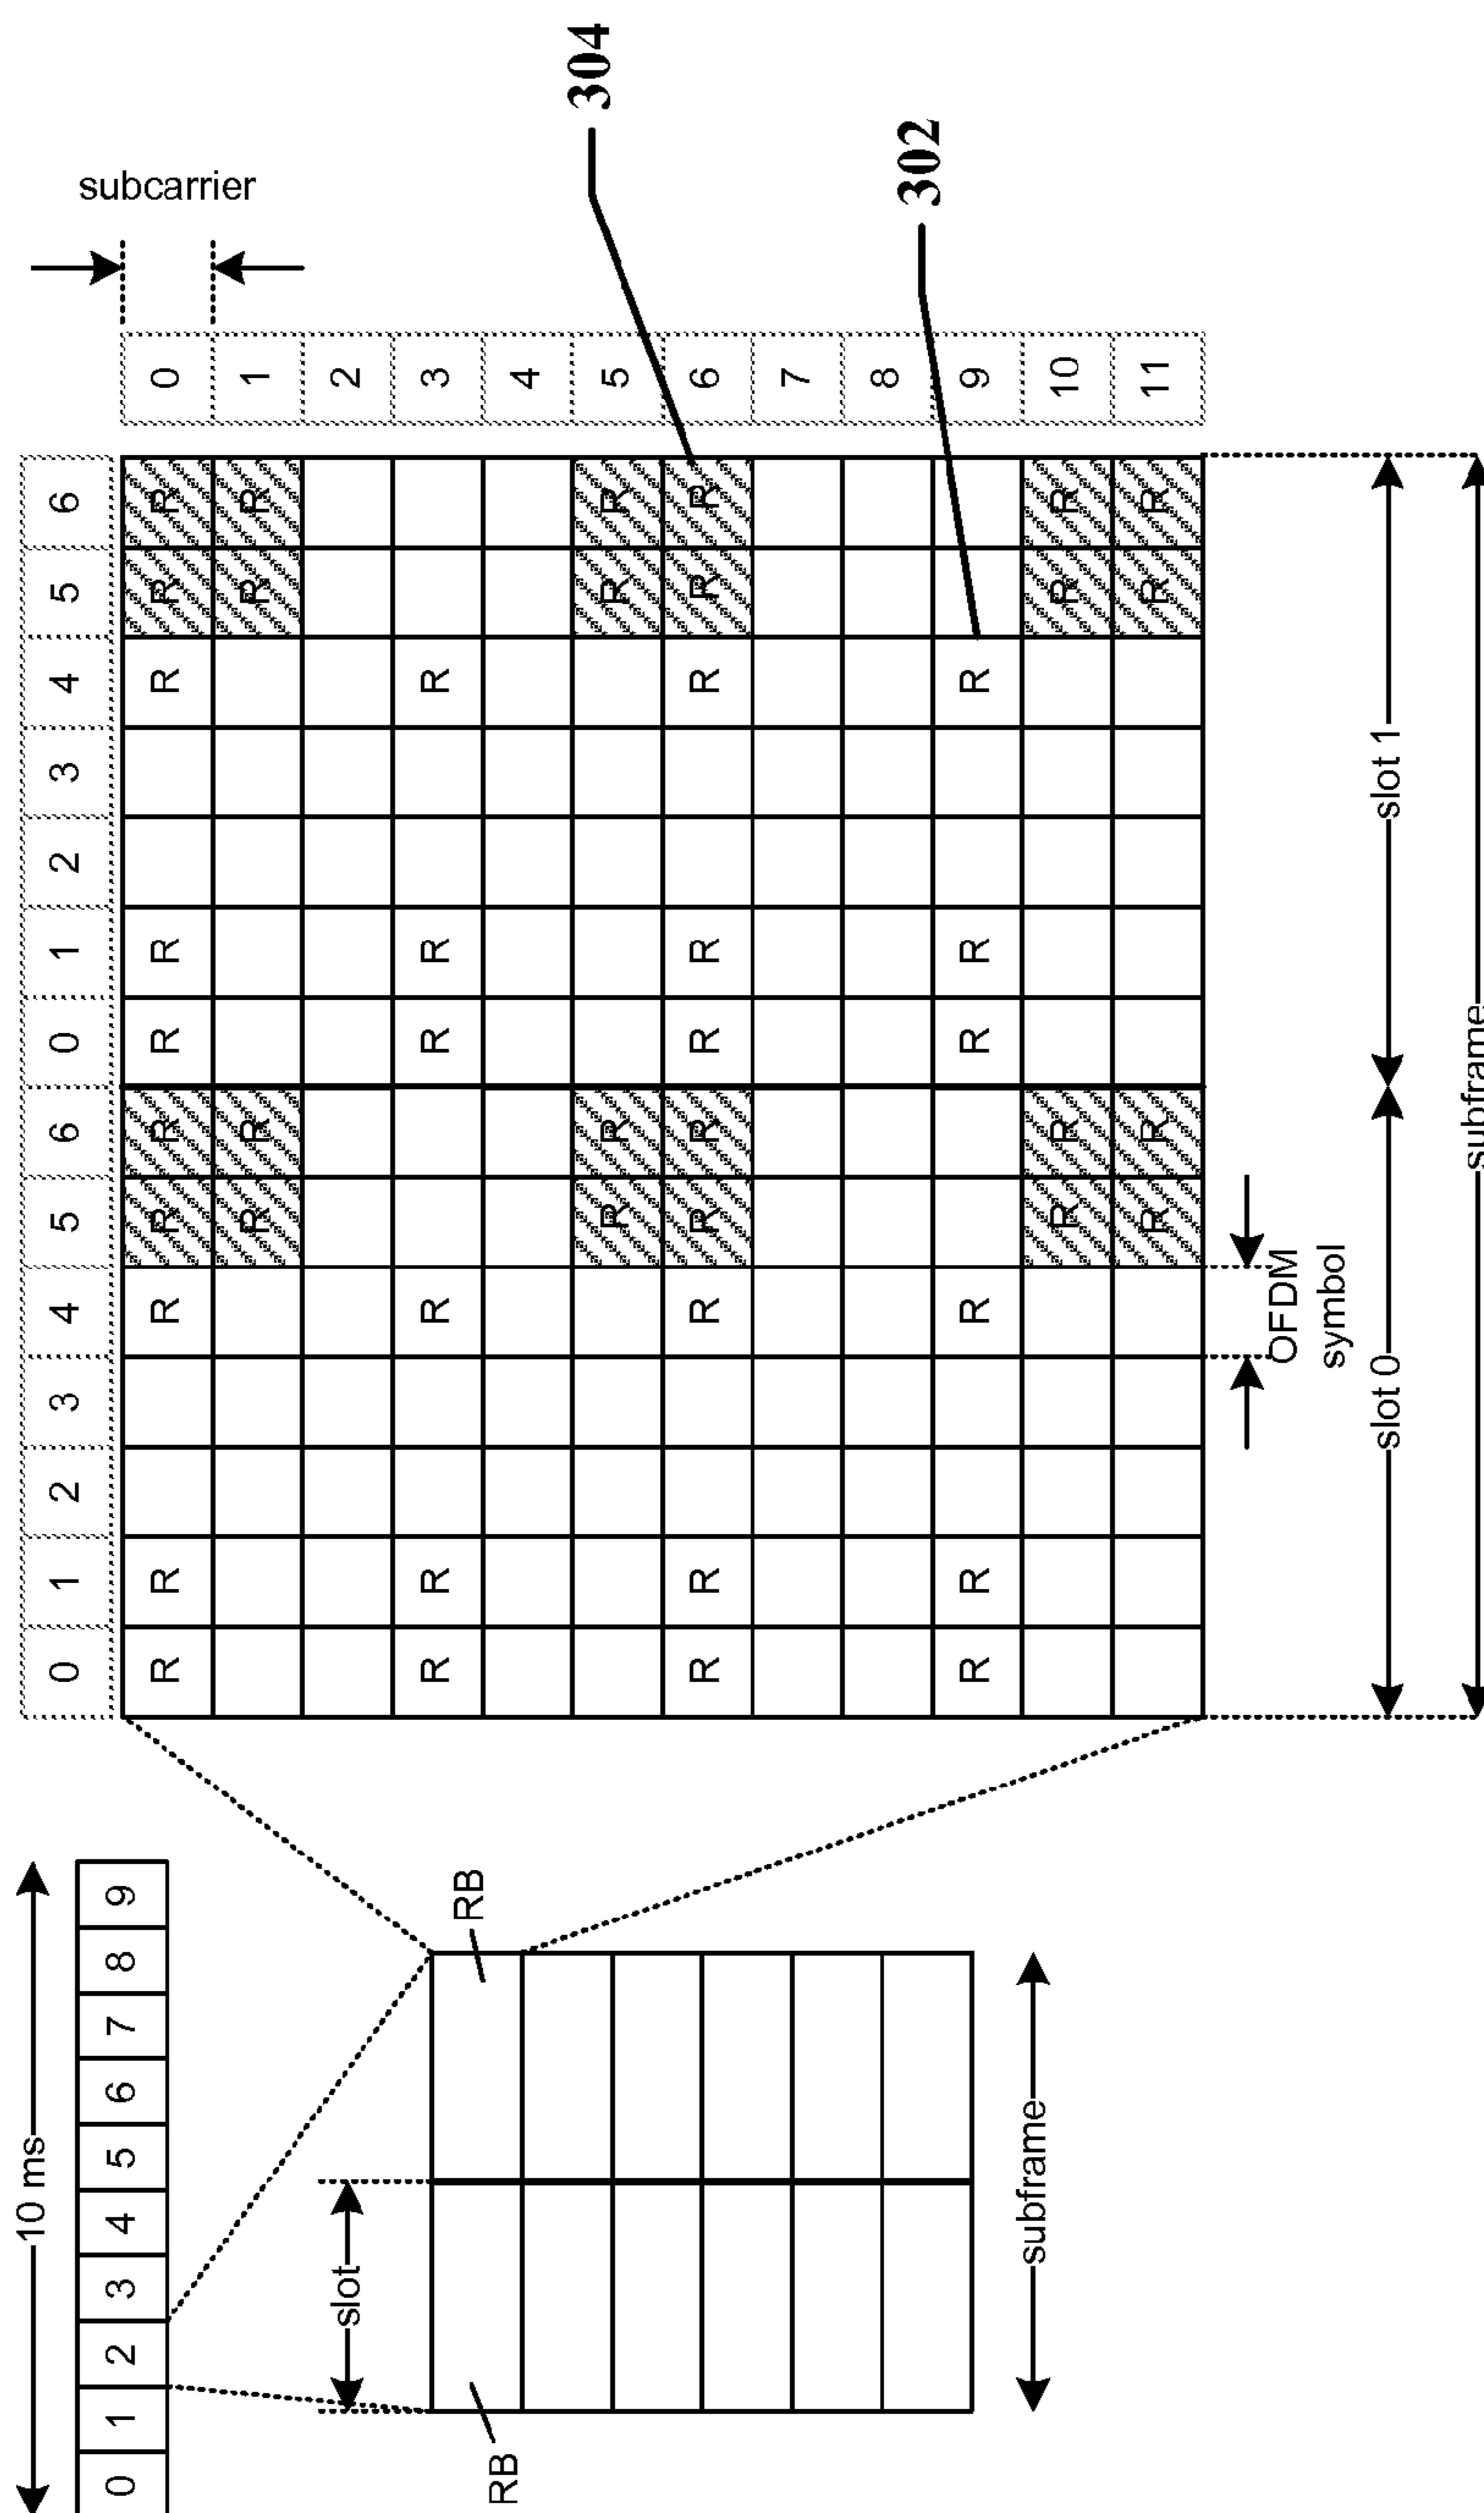 10 ms
0 1 2 3 4 5 6 7 8 9
slot
RB
RB
subframe
0 1 2 3 4 5 6 0 1 2 3 4 5 6
subcarrier
R R R R R R R R R R 0
R R R R 1
2
R R R R R R 3
4
R R R R 5
R R R R R R R R R R 6
7
8
R R R R R R 9
R R R R 10
R R R R 11
304
302
OFDM
symbol
slot 0
slot 1
subframe